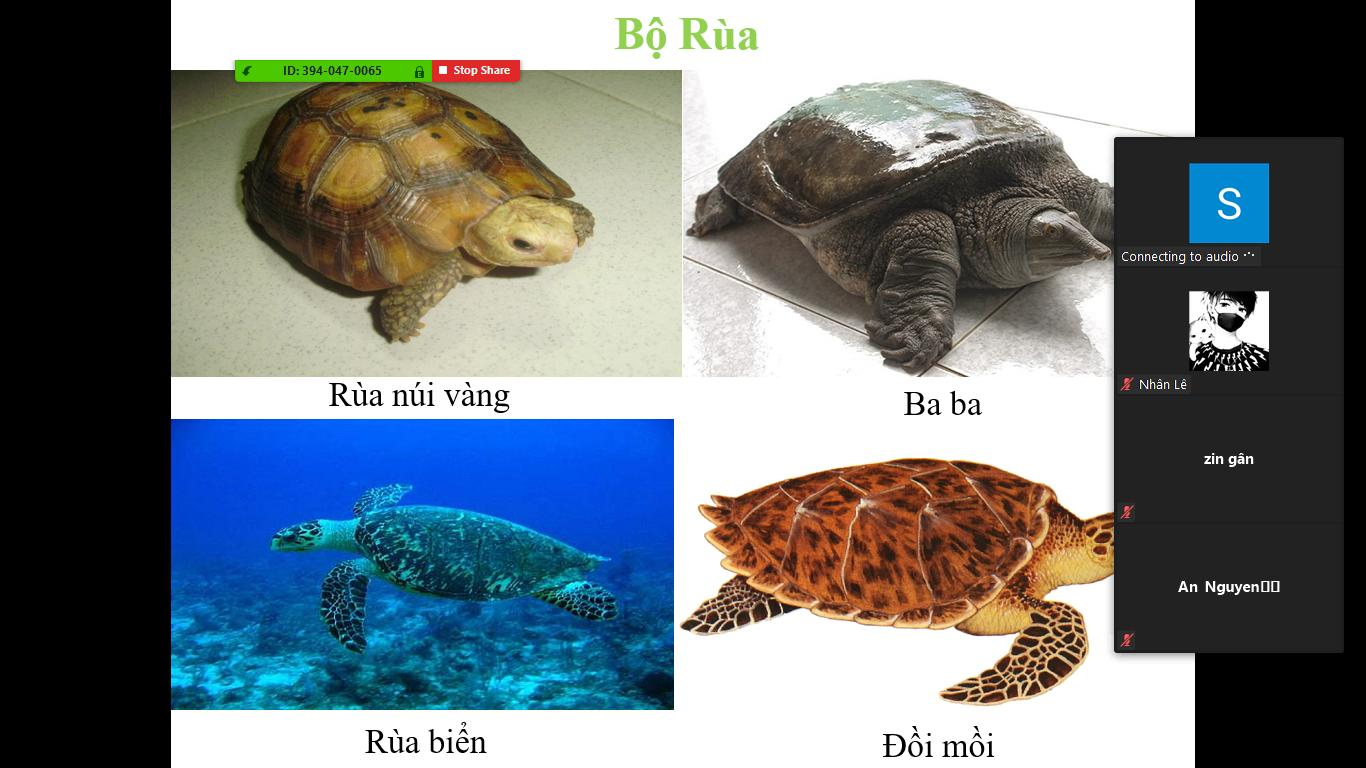 Bộ Rùa
ID: 394-047-0065
Stop Share
Rùa núi vàng
Ba ba
Rùa biển
Đồi mồi
S
Connecting to audio
Nhân Lê
zin gân
An Nguyen